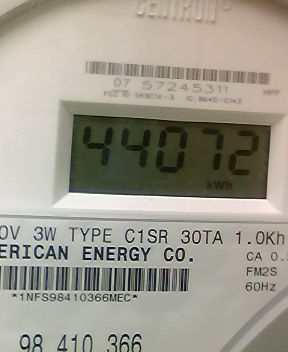 CENTRON®
07 57245311
44072
kWh
0V 3W TYPE C1SR 30TA 1.0Kh
ERICAN ENERGY CO.
CA 0.
FM2S
*1NFS98410366MEC*
60Hz
98 410 366